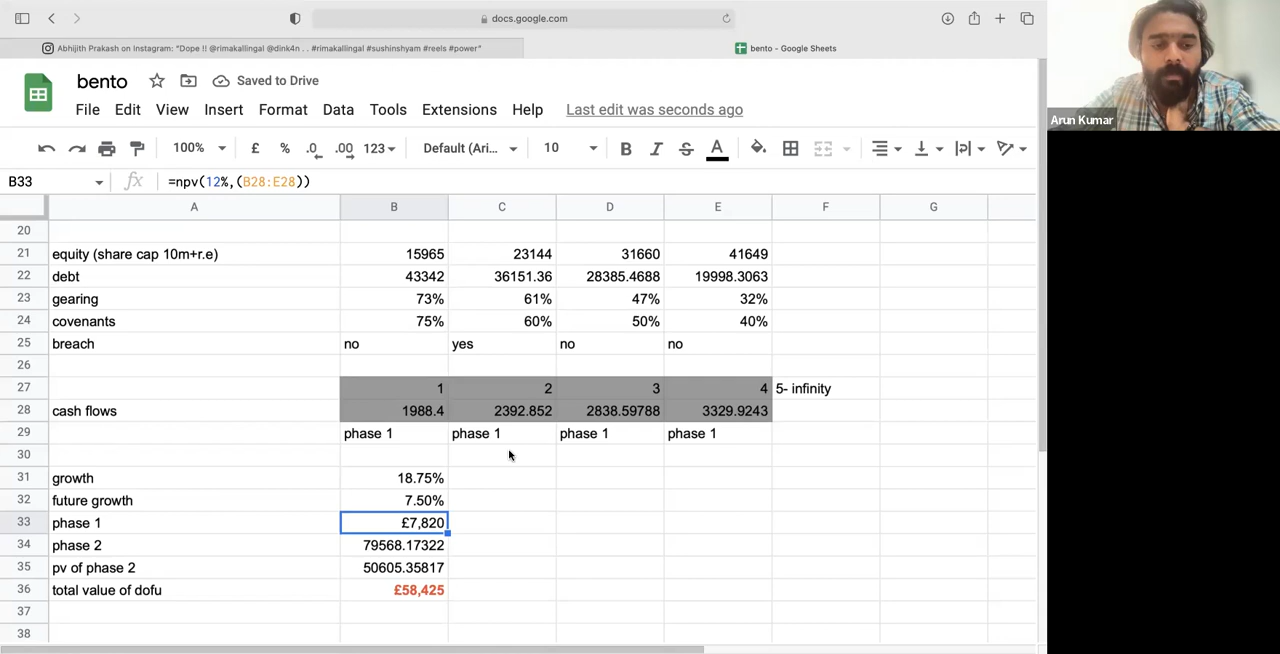 docs.google.com
Abhijith Prakash on Instagram: "Dope !! @rimakallingal @dink4n . . #rimakallingal #sushinshyam #reels #power"
bento - Google Sheets
bento
Saved to Drive
File Edit View Insert Format Data Tools Extensions Help Last edit was seconds ago
100% £ % .0 .00 123 Default (Ari... 10 B I S A
B33 fx =npv(12%,(B28:E28))
A B C D E F G
20
21 equity (share cap 10m+r.e) 15965 23144 31660 41649
22 debt 43342 36151.36 28385.4688 19998.3063
23 gearing 73% 61% 47% 32%
24 covenants 75% 60% 50% 40%
25 breach no yes no no
26
27 1 2 3 4 5- infinity
28 cash flows 1988.4 2392.852 2838.59788 3329.9243
29 phase 1 phase 1 phase 1 phase 1
30
31 growth 18.75%
32 future growth 7.50%
33 phase 1 £7,820
34 phase 2 79568.17322
35 pv of phase 2 50605.35817
36 total value of dofu £58,425
37
38
Arun Kumar